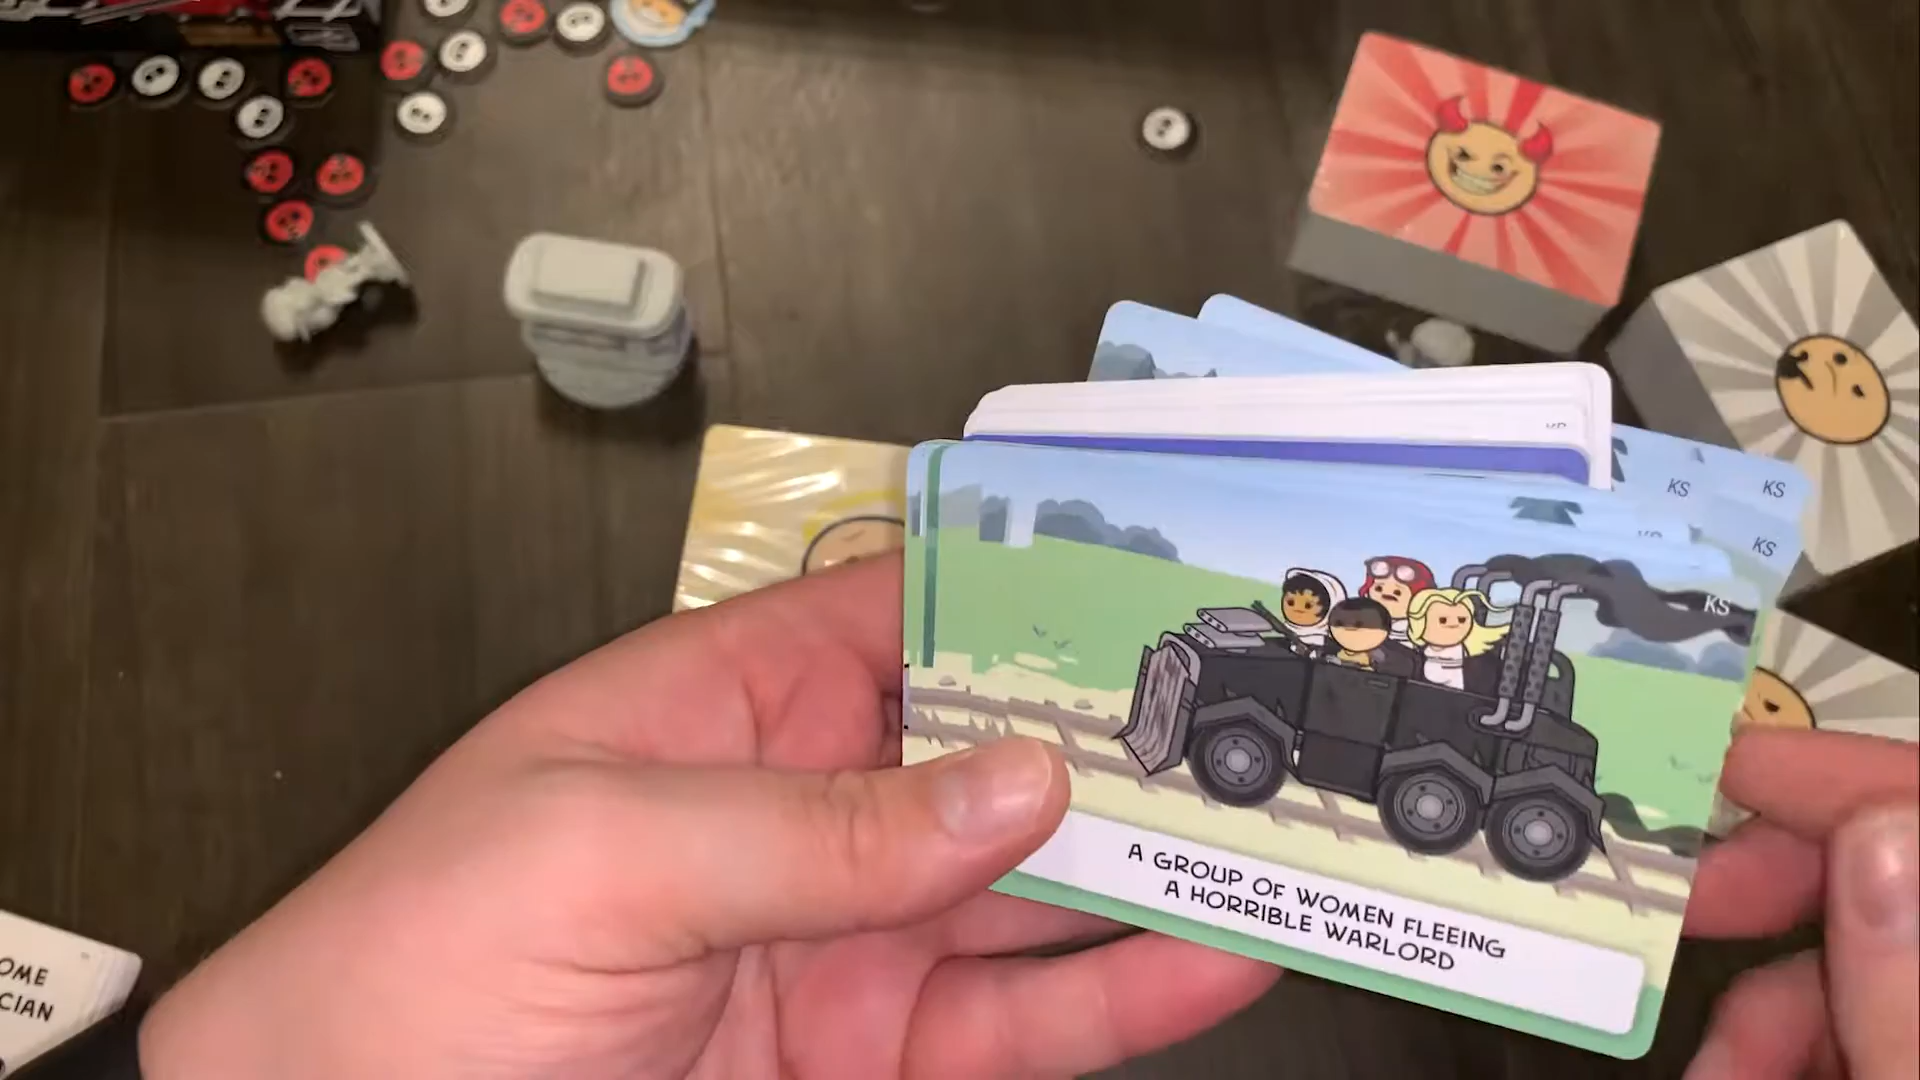 KS
KS
KS
KS
A GROUP OF WOMEN FLEEING
A HORRIBLE WARLORD
OME
CIAN